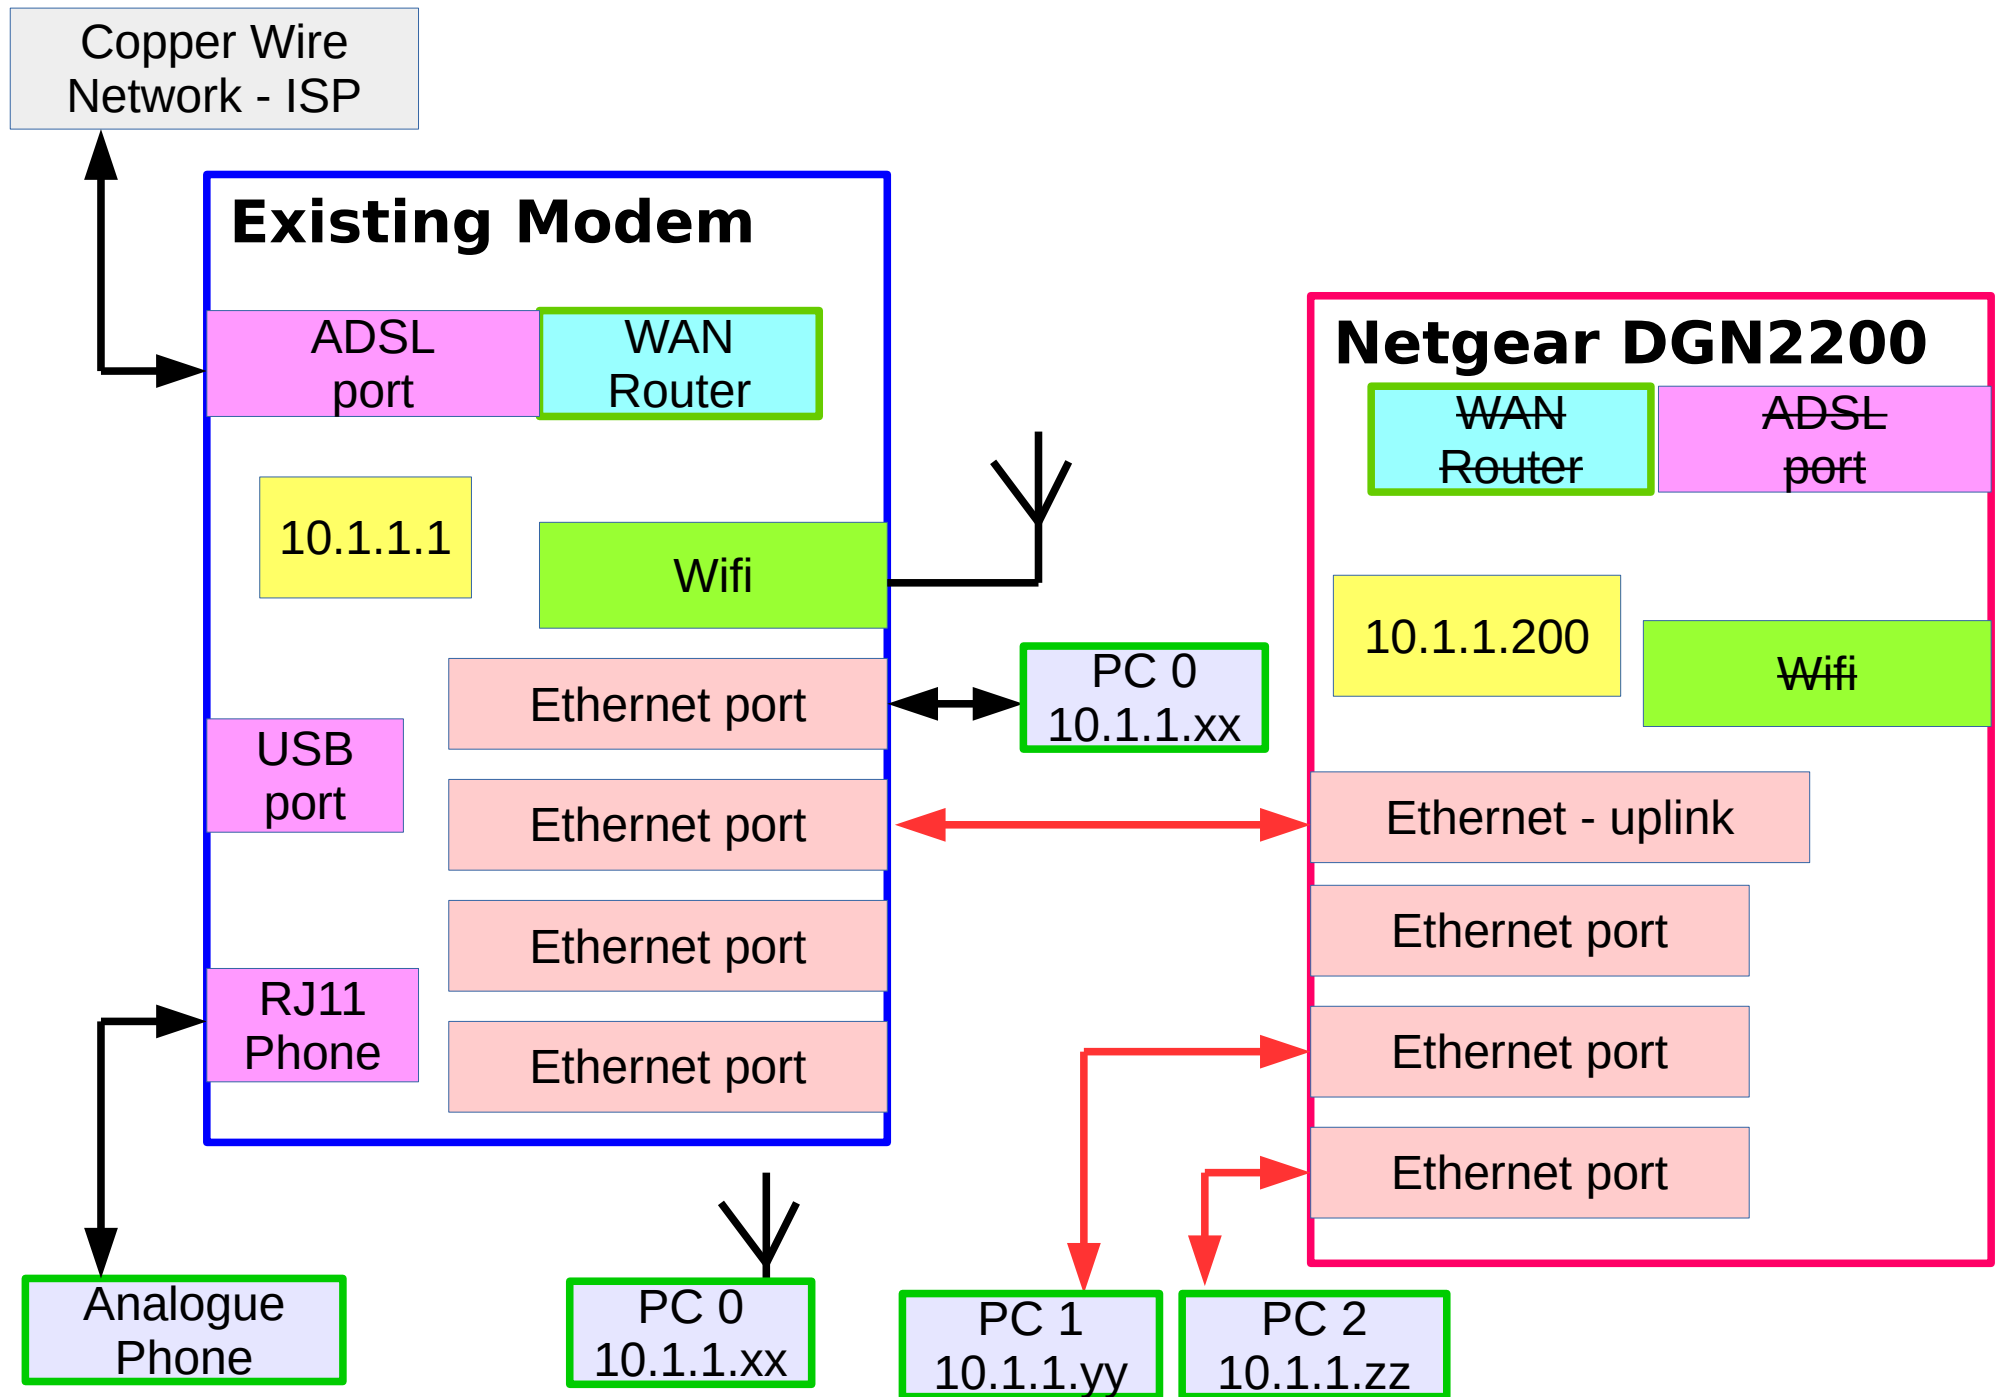 Copper Wire
Network - ISP
Existing Modem
ADSL
port
WAN
Router
10.1.1.1
Wifi
Ethernet port
USB
port
Ethernet port
Ethernet port
RJ11
Phone
Ethernet port
PC 0
10.1.1.xx
Netgear DGN2200
WAN
Router
ADSL
port
10.1.1.200
Wifi
Ethernet - uplink
Ethernet port
Ethernet port
Ethernet port
Analogue
Phone
PC 0
10.1.1.xx
PC 1
10.1.1.yy
PC 2
10.1.1.zz